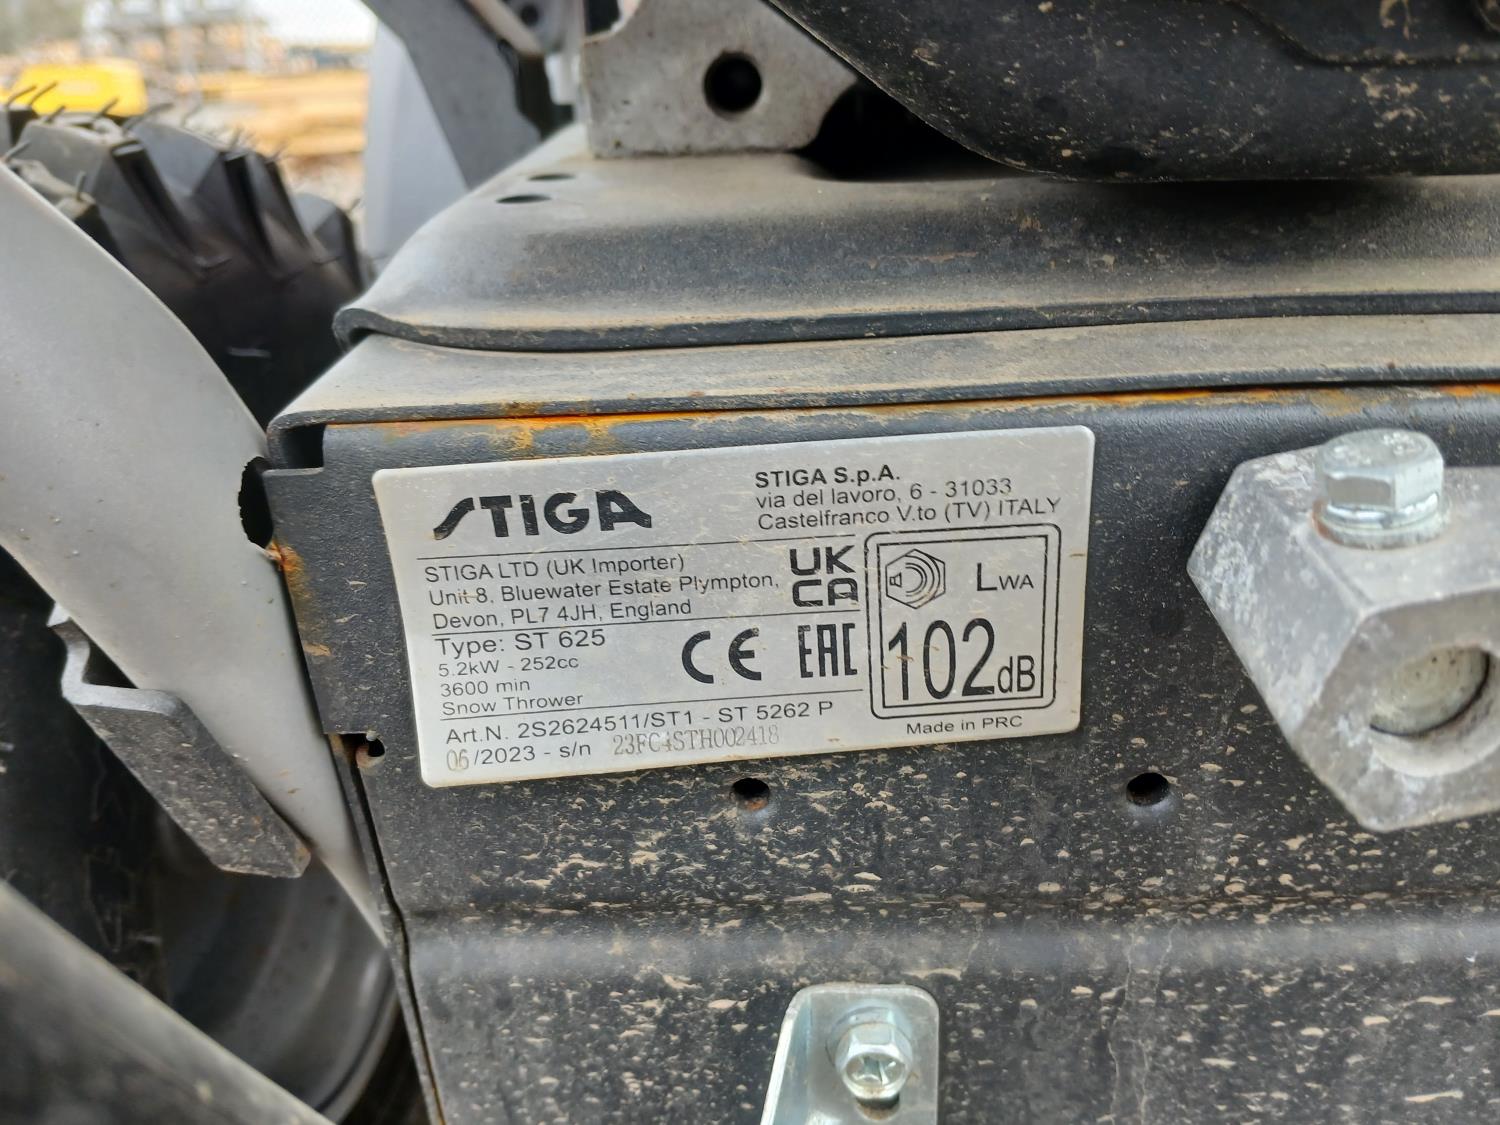 STIGA
STIGA S.p.A.
via del lavoro, 6 - 31033
Castelfranco V.to (TV) ITALY
STIGA LTD (UK Importer)
Unit 8, Bluewater Estate Plympton,
Devon, PL7 4JH, England
UK
CA
Type: ST 625
5.2kW - 252cc
3600 min
Snow Thrower
CE
EAC
LWA
102dB
Art.N. 2S2624511/ST1 - ST 5262 P
Made in PRC
06/2023 - s/n 23FC4STH002418